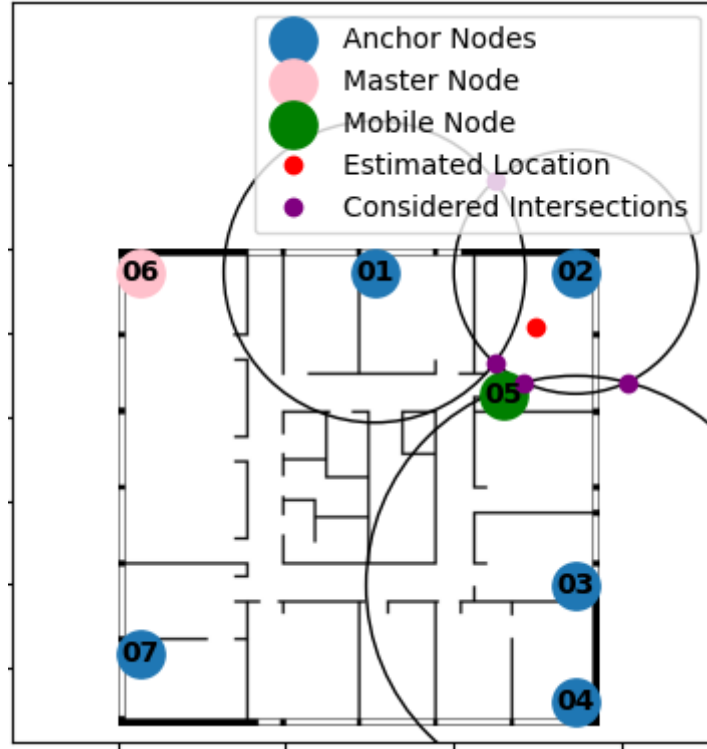 Anchor Nodes
Master Node
Mobile Node
Estimated Location
Considered Intersections
06
01
02
05
03
07
04